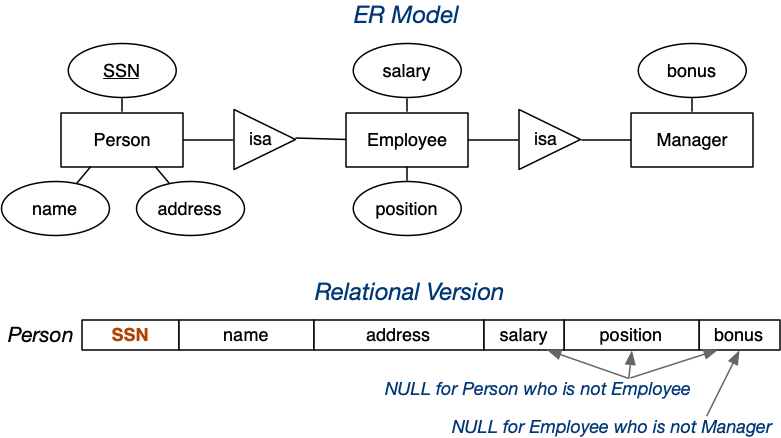 ER Model
SSN
salary
bonus
Person
isa
Employee
isa
Manager
name
address
position
Relational Version
Person SSN name address salary position bonus
NULL for Person who is not Employee
NULL for Employee who is not Manager